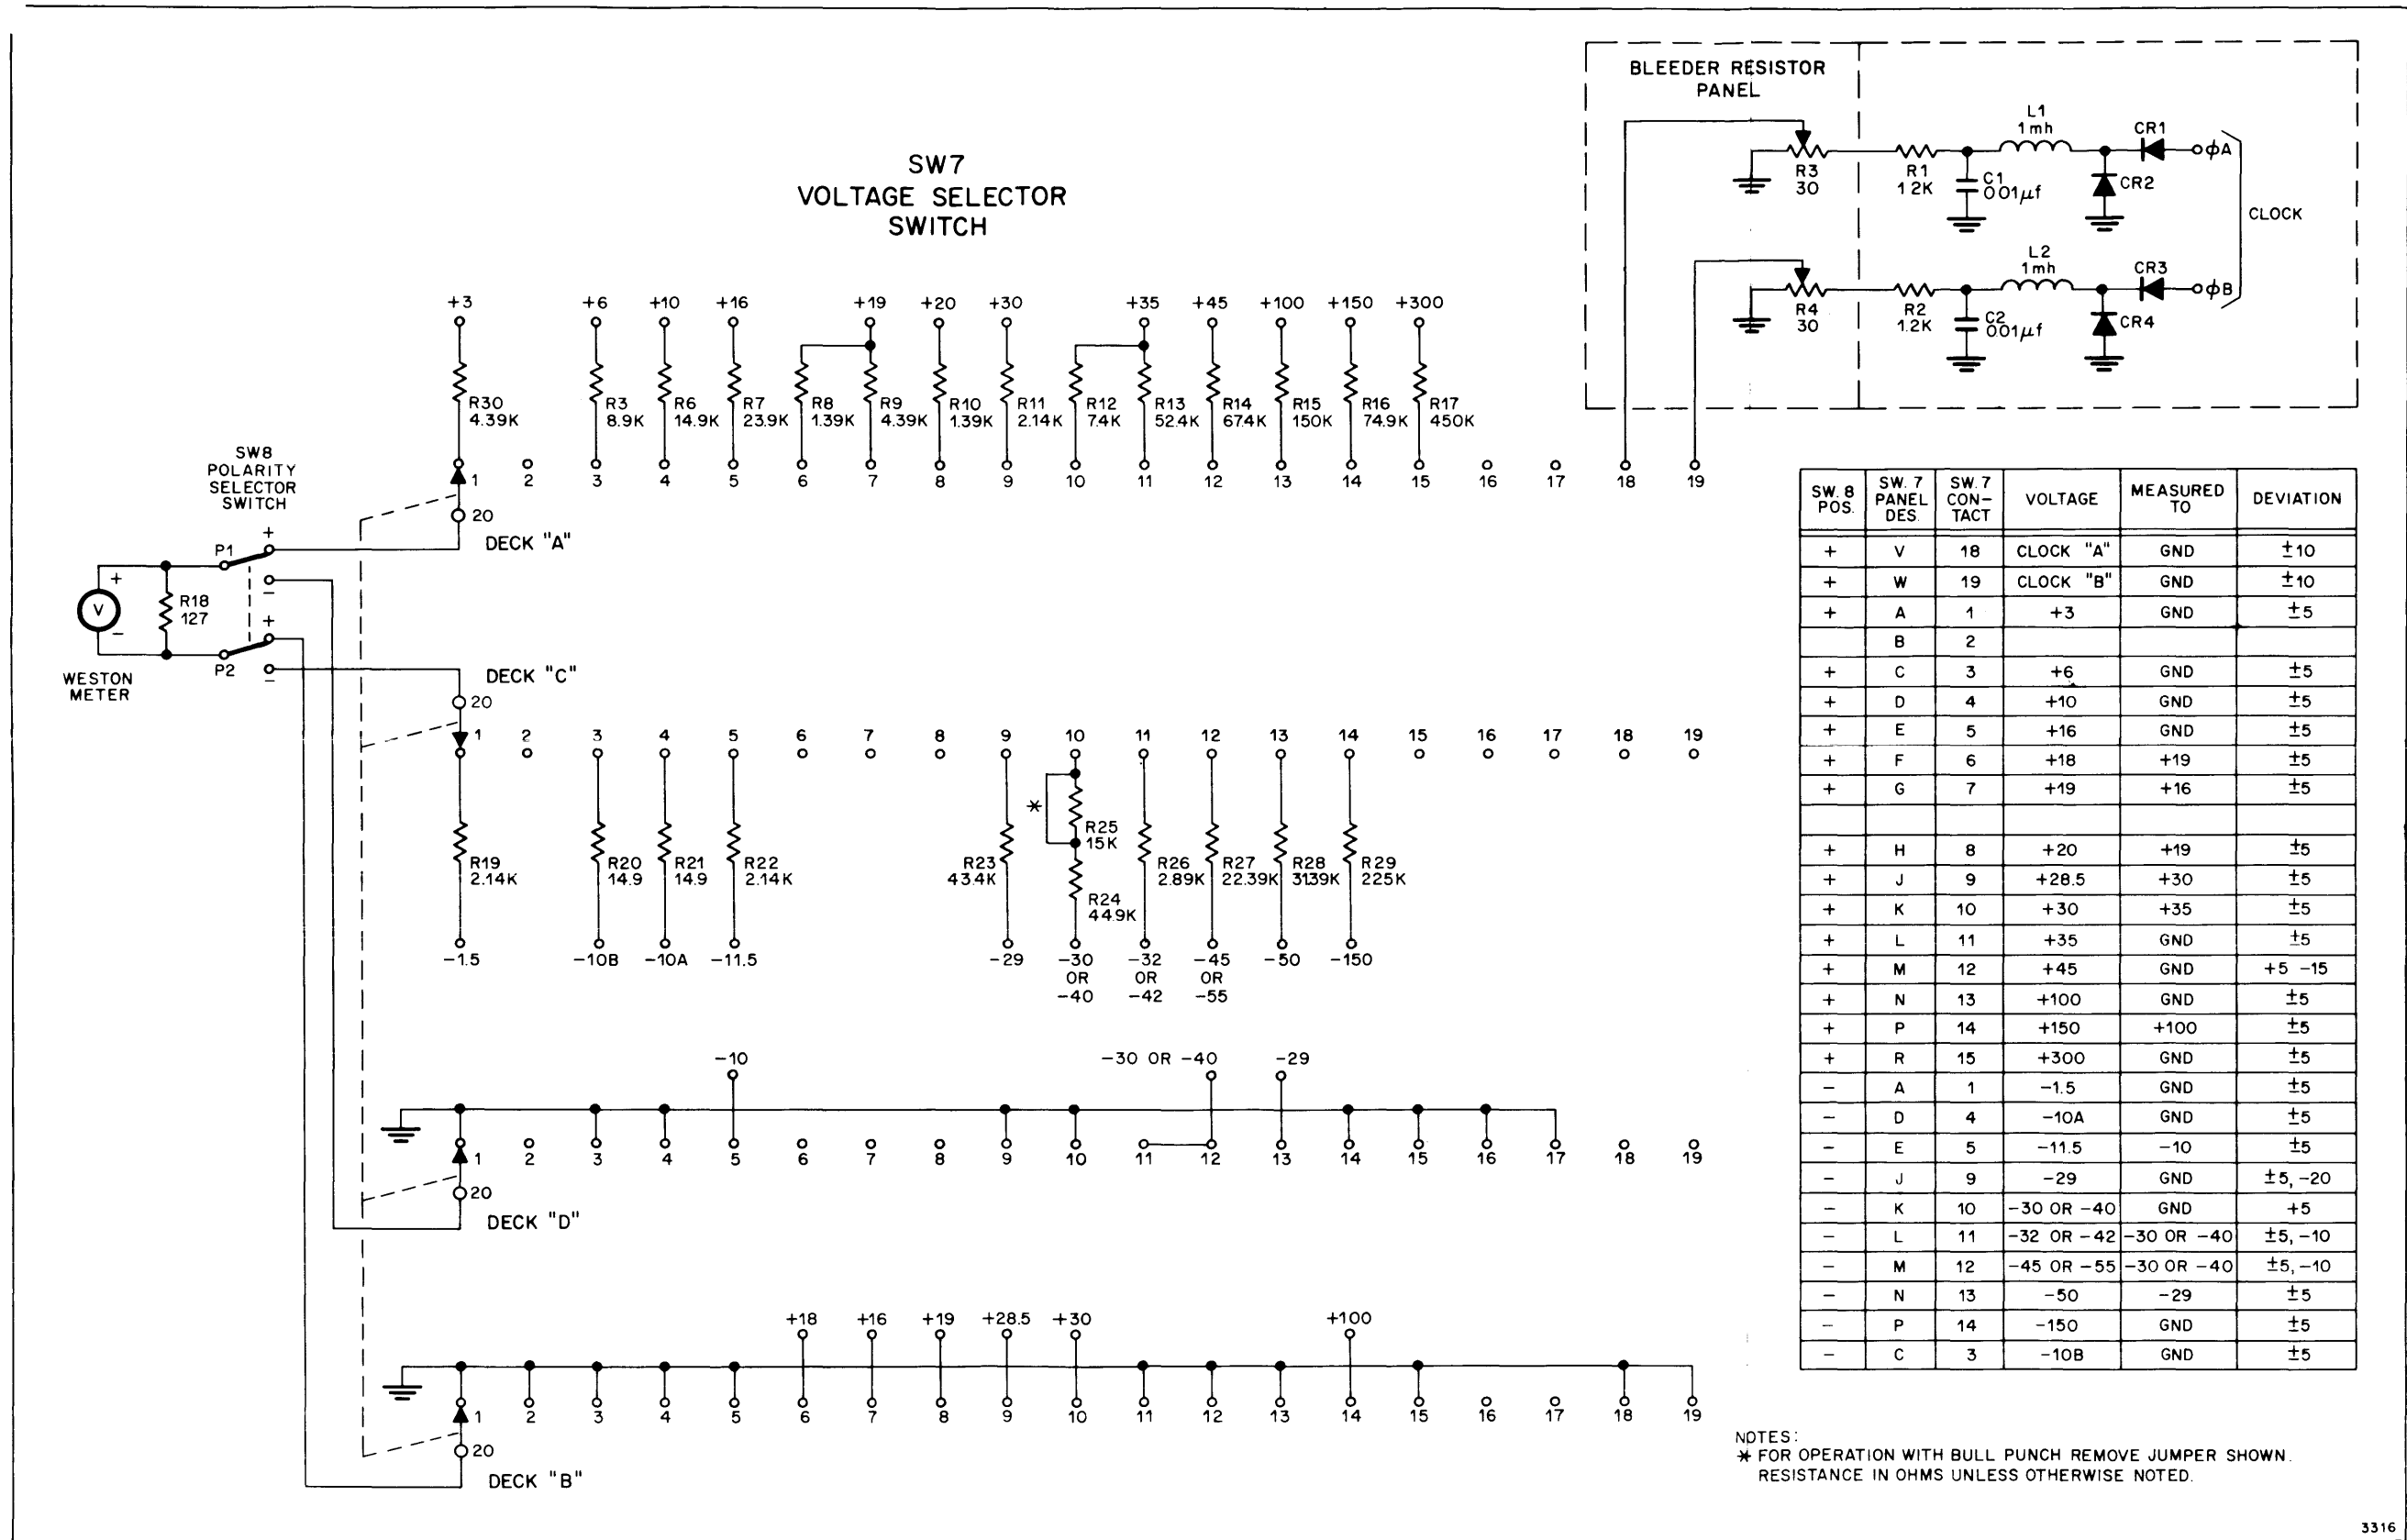 BLEEDER RESISTOR
PANEL
L1
1mh
CR1
ΦA
R3
30
R1
1 2K
C1
001μf
CR2
CLOCK
L2
1mh
CR3
ΦB
R4
30
R2
1.2K
C2
001μf
CR4
SW7
VOLTAGE SELECTOR
SWITCH
+3 +6 +10 +16 +19 +20 +30 +35 +45 +100 +150 +300
R30 R3 R6 R7 R8 R9 R10 R11 R12 R13 R14 R15 R16 R17
4.39K 8.9K 14.9K 23.9K 1.39K 4.39K 1.39K 2.14K 7.4K 52.4K 67.4K 150K 74.9K 450K
1 2 3 4 5 6 7 8 9 10 11 12 13 14 15 16 17 18 19
20
DECK "A"
SW8
POLARITY
SELECTOR
SWITCH
+
P1
−
+
V
−
R18
127
+
P2
−
WESTON
METER
DECK "C"
20
1 2 3 4 5 6 7 8 9 10 11 12 13 14 15 16 17 18 19
*
R25
15K
R19 R20 R21 R22 R23 R26 R27 R28 R29
2.14K 14.9 14.9 2.14K 43.4K 2.89K 22.39K 31.39K 225K
R24
44.9K
−1.5 −10B −10A −11.5 −29 −30 −32 −45 −50 −150
OR OR OR
−40 −42 −55
−10 −30 OR −40 −29
1 2 3 4 5 6 7 8 9 10 11 12 13 14 15 16 17 18 19
20
DECK "D"
+18 +16 +19 +28.5 +30 +100
1 2 3 4 5 6 7 8 9 10 11 12 13 14 15 16 17 18 19
20
DECK "B"
SW. 8 POS. SW. 7 PANEL DES. SW. 7 CON-TACT VOLTAGE MEASURED TO DEVIATION
+ V 18 CLOCK "A" GND ±10
+ W 19 CLOCK "B" GND ±10
+ A 1 +3 GND ±5
B 2
+ C 3 +6 GND ±5
+ D 4 +10 GND ±5
+ E 5 +16 GND ±5
+ F 6 +18 +19 ±5
+ G 7 +19 +16 ±5
+ H 8 +20 +19 ±5
+ J 9 +28.5 +30 ±5
+ K 10 +30 +35 ±5
+ L 11 +35 GND ±5
+ M 12 +45 GND +5 −15
+ N 13 +100 GND ±5
+ P 14 +150 +100 ±5
+ R 15 +300 GND ±5
− A 1 −1.5 GND ±5
− D 4 −10A GND ±5
− E 5 −11.5 −10 ±5
− J 9 −29 GND ±5, −20
− K 10 −30 OR −40 GND +5
− L 11 −32 OR −42 −30 OR −40 ±5, −10
− M 12 −45 OR −55 −30 OR −40 ±5, −10
− N 13 −50 −29 ±5
− P 14 −150 GND ±5
− C 3 −10B GND ±5
NOTES:
* FOR OPERATION WITH BULL PUNCH REMOVE JUMPER SHOWN.
RESISTANCE IN OHMS UNLESS OTHERWISE NOTED.
3316